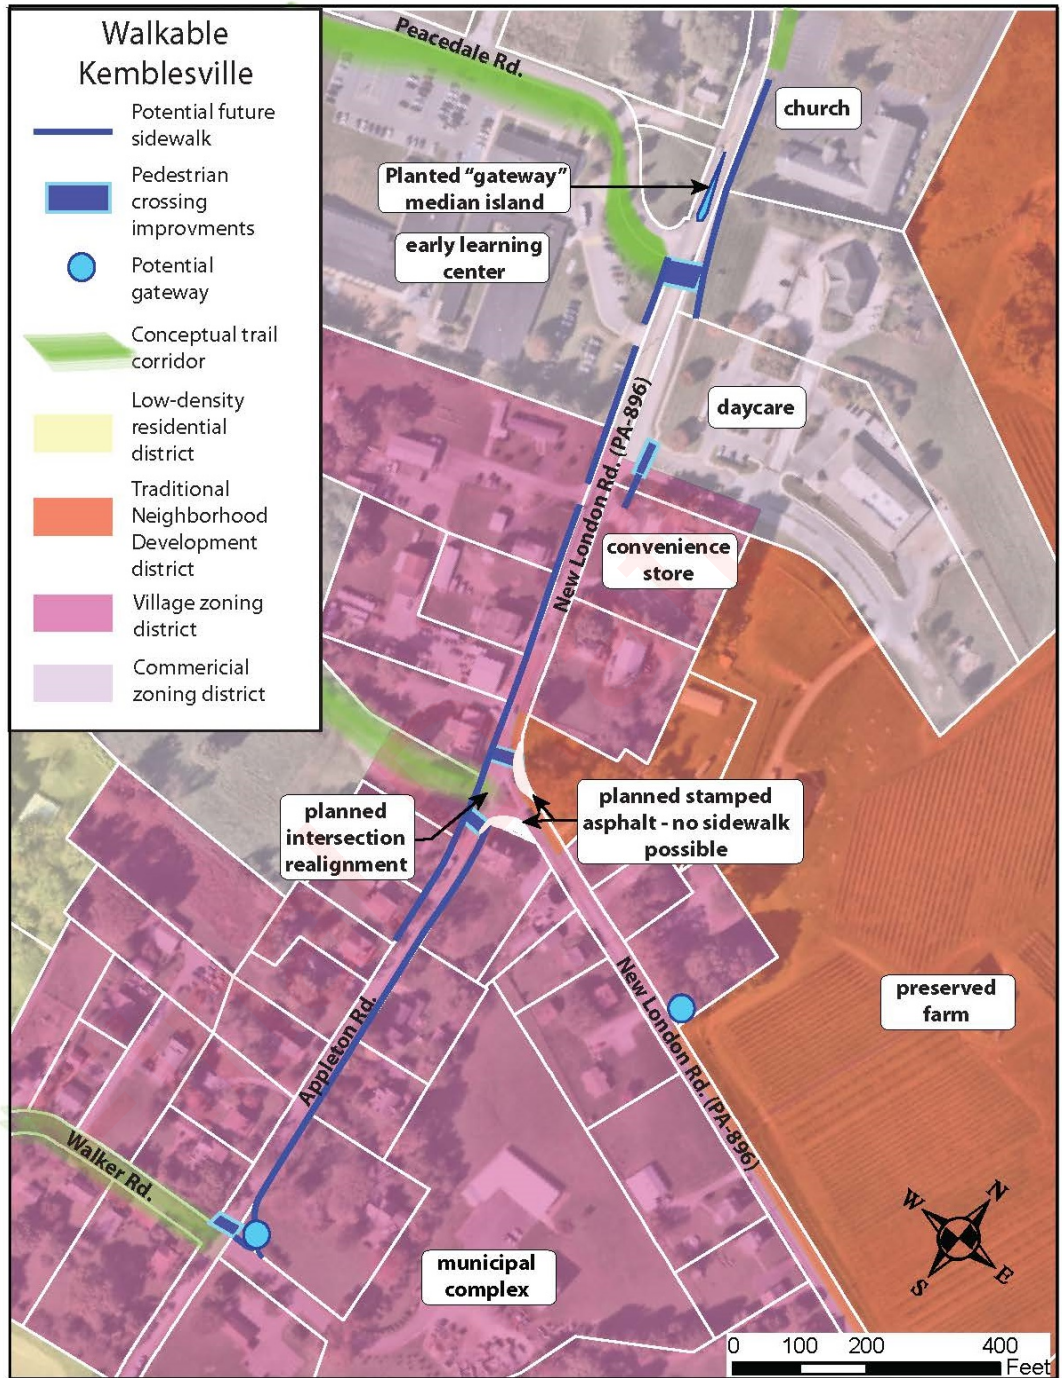 Walkable
Kemblesville
Potential future
sidewalk
Pedestrian
crossing
improvments
Potential
gateway
Conceptual trail
corridor
Low-density
residential
district
Traditional
Neighborhood
Development
district
Village zoning
district
Commericial
zoning district
Peacedale Rd.
church
Planted “gateway”
median island
early learning
center
daycare
New London Rd. (PA-896)
convenience
store
planned
intersection
realignment
planned stamped
asphalt - no sidewalk
possible
Appleton Rd.
New London Rd. (PA-896)
preserved
farm
Walker Rd.
municipal
complex
W
N
S
E
0 100 200 400
Feet